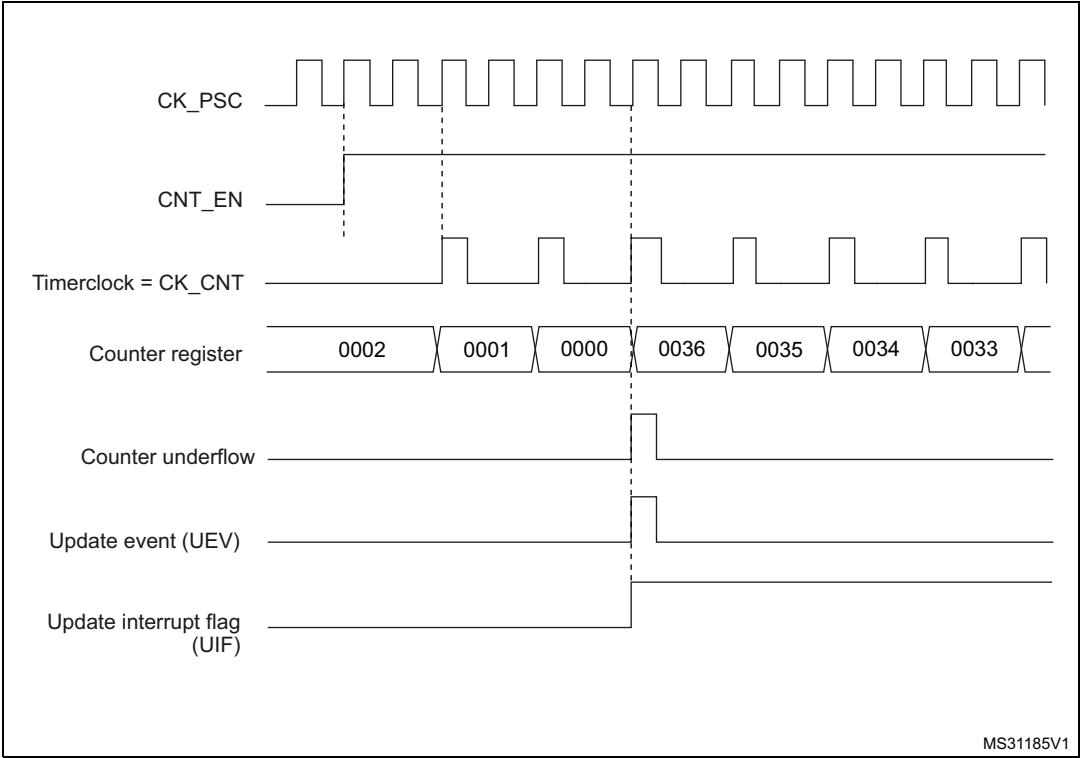 CK_PSC
CNT_EN
Timerclock = CK_CNT
Counter register
0002 0001 0000 0036 0035 0034 0033
Counter underflow
Update event (UEV)
Update interrupt flag
(UIF)
MS31185V1